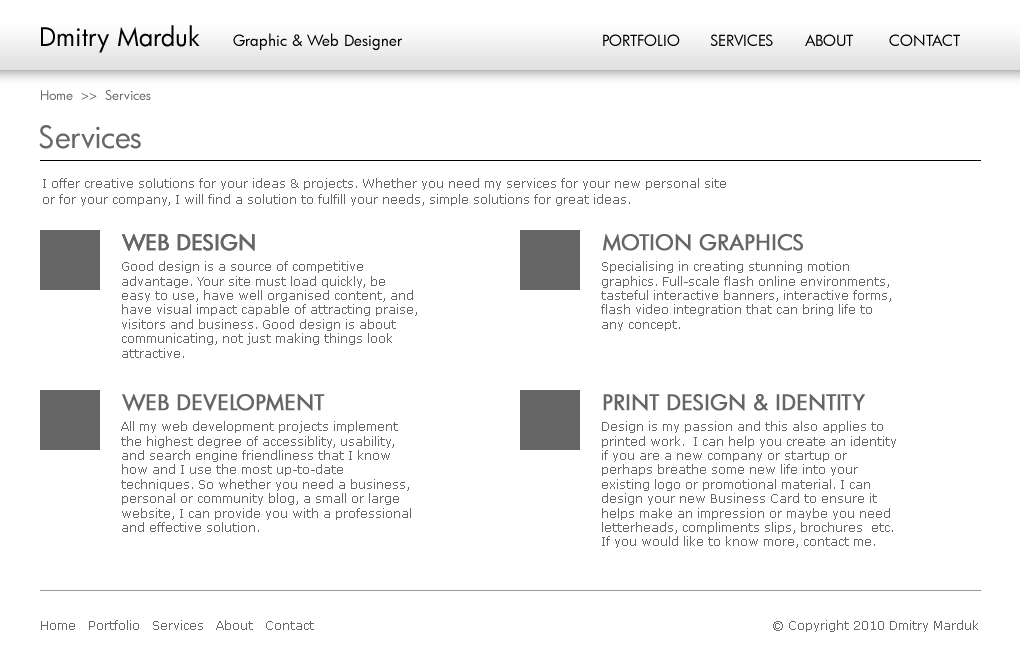 Dmitry Marduk Graphic & Web Designer PORTFOLIO SERVICES ABOUT CONTACT
Home >> Services
Services
I offer creative solutions for your ideas & projects. Whether you need my services for your new personal site
or for your company, I will find a solution to fulfill your needs, simple solutions for great ideas.
WEB DESIGN
Good design is a source of competitive
advantage. Your site must load quickly, be
easy to use, have well organised content, and
have visual impact capable of attracting praise,
visitors and business. Good design is about
communicating, not just making things look
attractive.
MOTION GRAPHICS
Specialising in creating stunning motion
graphics. Full-scale flash online environments,
tasteful interactive banners, interactive forms,
flash video integration that can bring life to
any concept.
WEB DEVELOPMENT
All my web development projects implement
the highest degree of accessiblity, usability,
and search engine friendliness that I know
how and I use the most up-to-date
techniques. So whether you need a business,
personal or community blog, a small or large
website, I can provide you with a professional
and effective solution.
PRINT DESIGN & IDENTITY
Design is my passion and this also applies to
printed work.  I can help you create an identity
if you are a new company or startup or
perhaps breathe some new life into your
existing logo or promotional material. I can
design your new Business Card to ensure it
helps make an impression or maybe you need
letterheads, compliments slips, brochures  etc.
If you would like to know more, contact me.
Home Portfolio Services About Contact © Copyright 2010 Dmitry Marduk